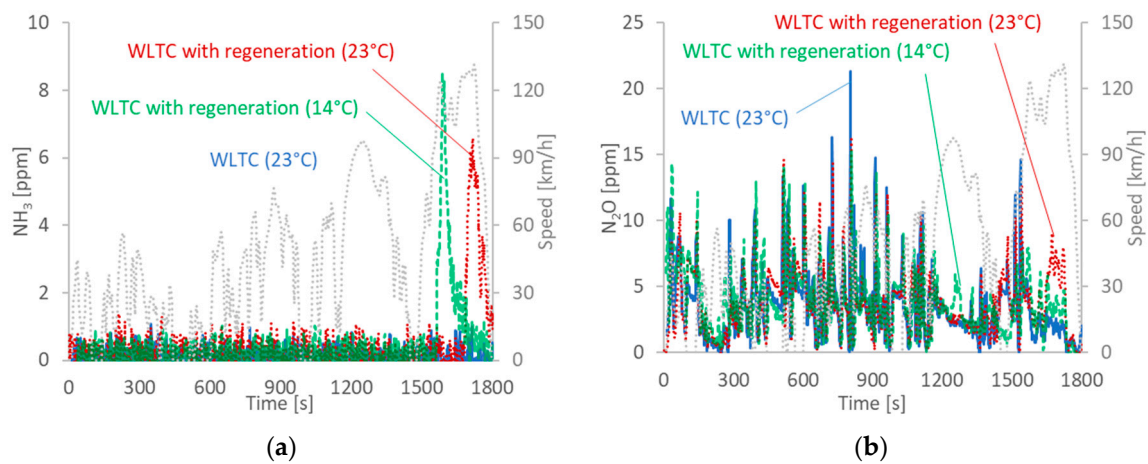 10
8
6
4
2
0
NH₃ [ppm]
WLTC with regeneration (23°C)
WLTC with regeneration (14°C)
WLTC (23°C)
150
120
90
60
30
0
Speed [km/h]
0 300 600 900 1200 1500 1800
Time [s]
(a)
25
20
15
10
5
0
N₂O [ppm]
WLTC with regeneration (23°C)
WLTC with regeneration (14°C)
WLTC (23°C)
150
120
90
60
30
0
Speed [km/h]
0 300 600 900 1200 1500 1800
Time [s]
(b)